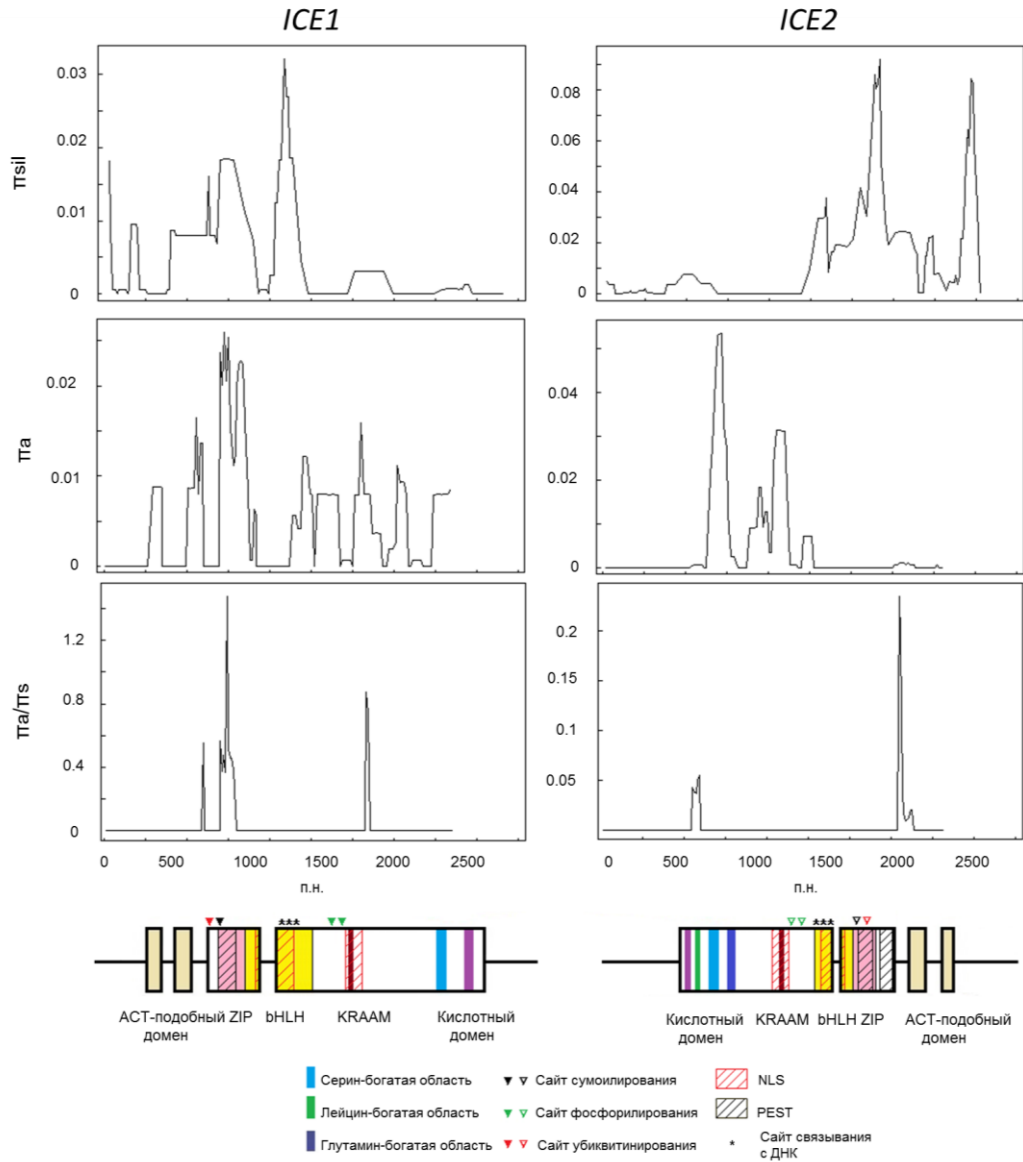 ICE1
ICE2
πsil
0.03
0.02
0.01
0
0.08
0.06
0.04
0.02
0
πa
0.02
0.01
0
0.04
0.02
0
πa/πs
1.2
0.8
0.4
0
0.2
0.15
0.1
0.05
0 500 1000 1500 2000 2500
п.н.
0 500 1000 1500 2000 2500
п.н.
***
***
АСТ-подобный ZIP bHLH KRAAM Кислотный
домен домен
Кислотный KRAAM bHLH ZIP АСТ-подобный
домен домен
Серин-богатая область Сайт сумоилирования NLS
Лейцин-богатая область Сайт фосфорилирования PEST
Глутамин-богатая область Сайт убиквитинирования * Сайт связывания
с ДНК